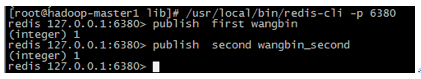 [root@hadoop-master1 lib]# /usr/local/bin/redis-cli -p 6380
redis 127.0.0.1:6380> publish  first wangbin
(integer) 1
redis 127.0.0.1:6380> publish  second wangbin_second
(integer) 1
redis 127.0.0.1:6380>